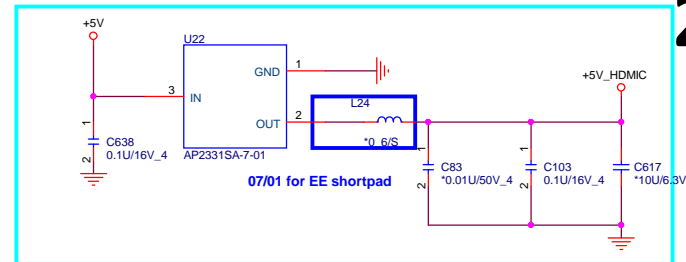 +5V
U22
GND
1
3
IN
OUT
2
L24
*0_6/S
+5V_HDMIC
1
C638
0.1U/16V_4
2
AP2331SA-7-01
07/01 for EE shortpad
1
C83
*0.01U/50V_4
2
1
C103
0.1U/16V_4
2
C617
*10U/6.3V